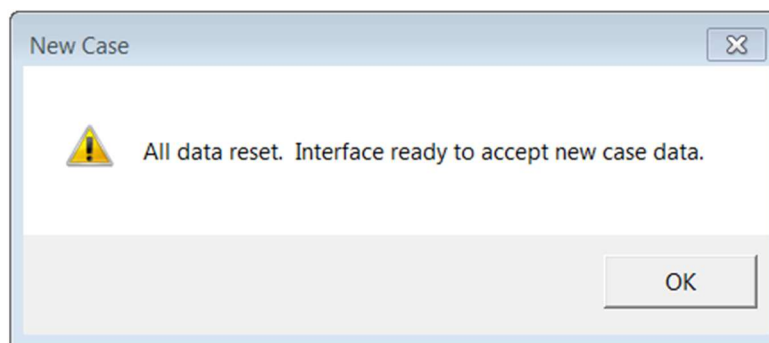 New Case
All data reset.  Interface ready to accept new case data.
OK